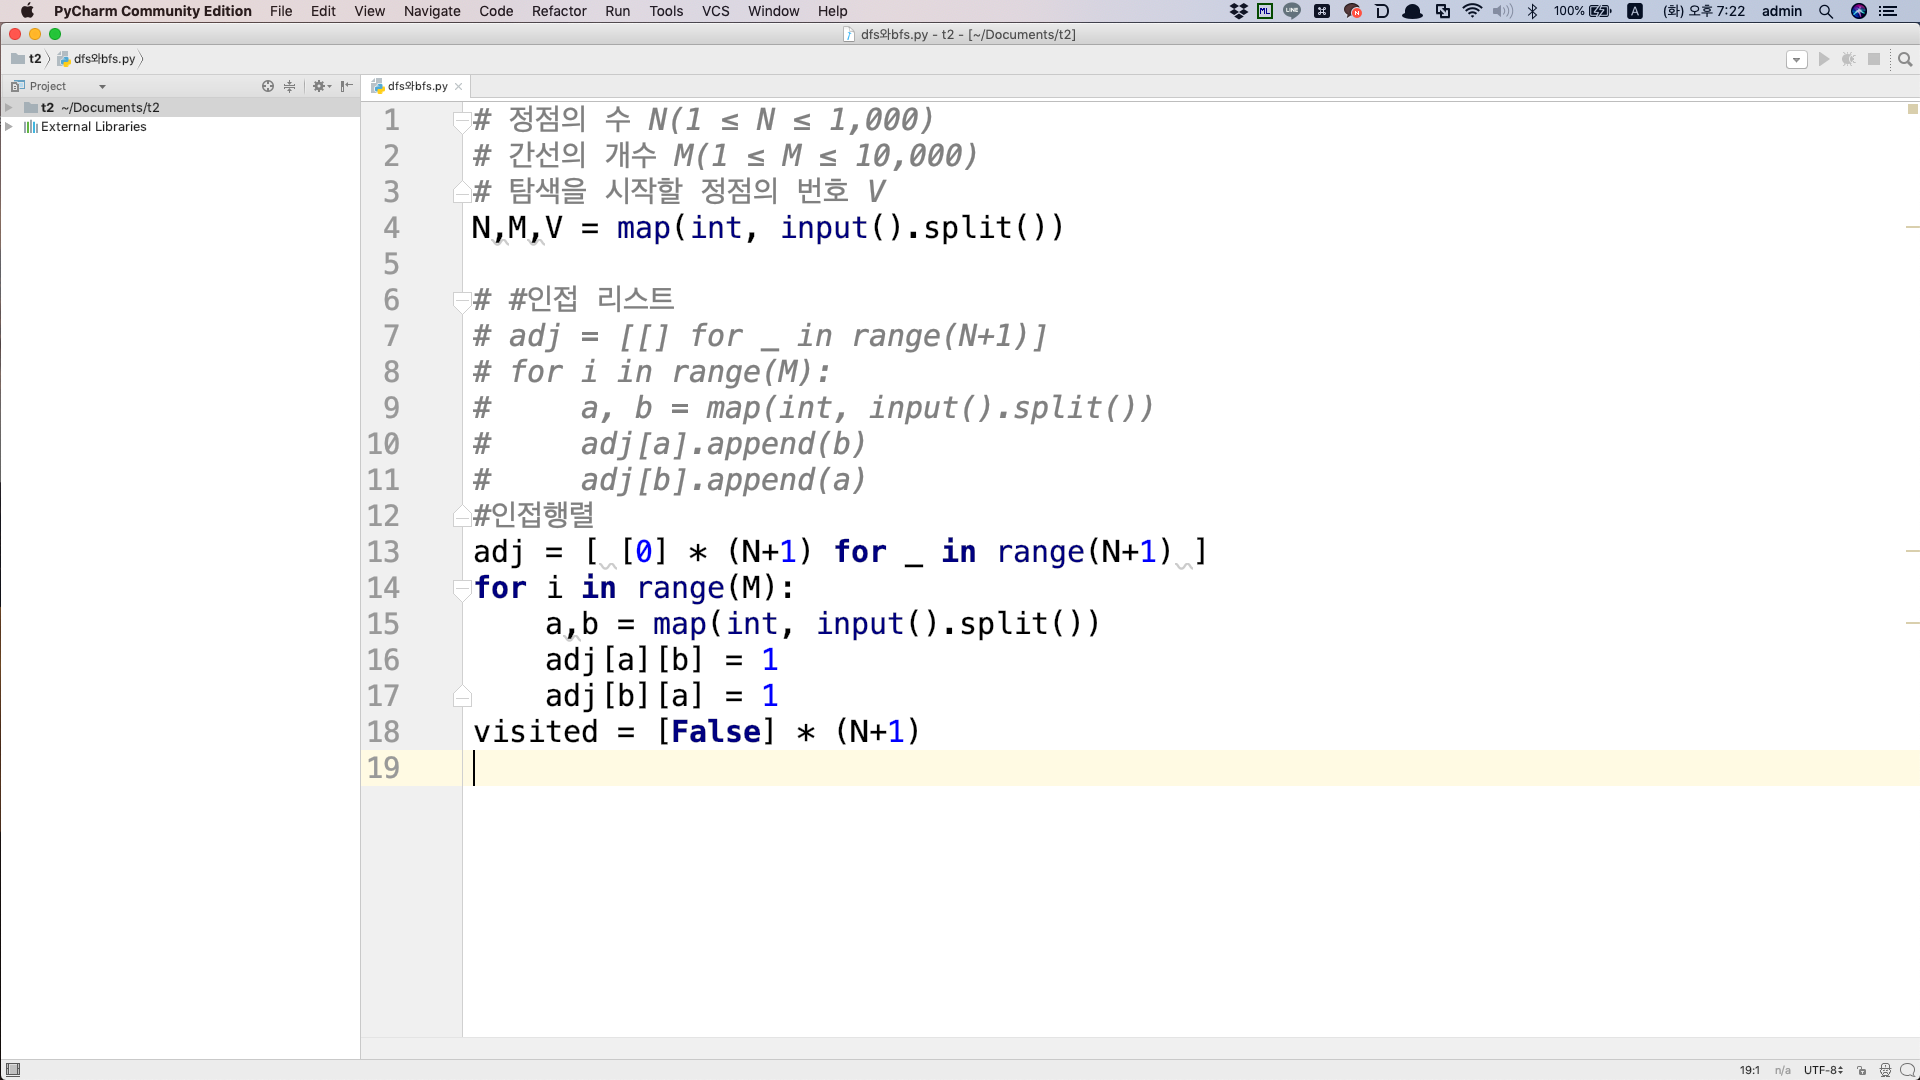 PyCharm Community Edition File Edit View Navigate Code Refactor Run Tools VCS Window Help 100% A (화) 오후 7:22 admin
dfs와bfs.py - t2 - [~/Documents/t2]
t2 dfs와bfs.py
Project dfs와bfs.py
t2 ~/Documents/t2
External Libraries
1 # 정점의 수 N(1 ≤ N ≤ 1,000)
2 # 간선의 개수 M(1 ≤ M ≤ 10,000)
3 # 탐색을 시작할 정점의 번호 V
4 N,M,V = map(int, input().split())
5
6 # #인접 리스트
7 # adj = [[] for _ in range(N+1)]
8 # for i in range(M):
9 #     a, b = map(int, input().split())
10 #     adj[a].append(b)
11 #     adj[b].append(a)
12 #인접행렬
13 adj = [ [0] * (N+1) for _ in range(N+1) ]
14 for i in range(M):
15     a,b = map(int, input().split())
16     adj[a][b] = 1
17     adj[b][a] = 1
18 visited = [False] * (N+1)
19
19:1 n/a UTF-8